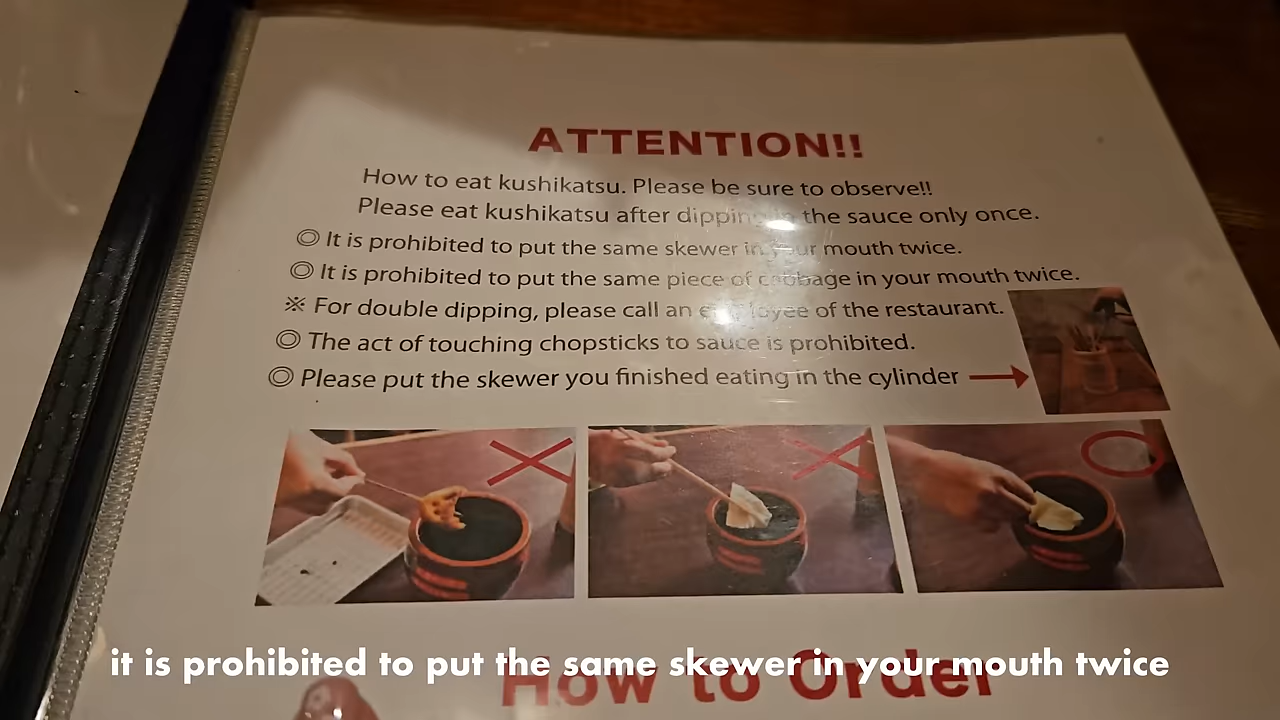 ATTENTION!!
How to eat kushikatsu. Please be sure to observe!!
Please eat kushikatsu after dipping in the sauce only once.
◎ It is prohibited to put the same skewer in your mouth twice.
◎ It is prohibited to put the same piece of cabbage in your mouth twice.
※ For double dipping, please call an employee of the restaurant.
◎ The act of touching chopsticks to sauce is prohibited.
◎ Please put the skewer you finished eating in the cylinder
it is prohibited to put the same skewer in your mouth twice
How to Order